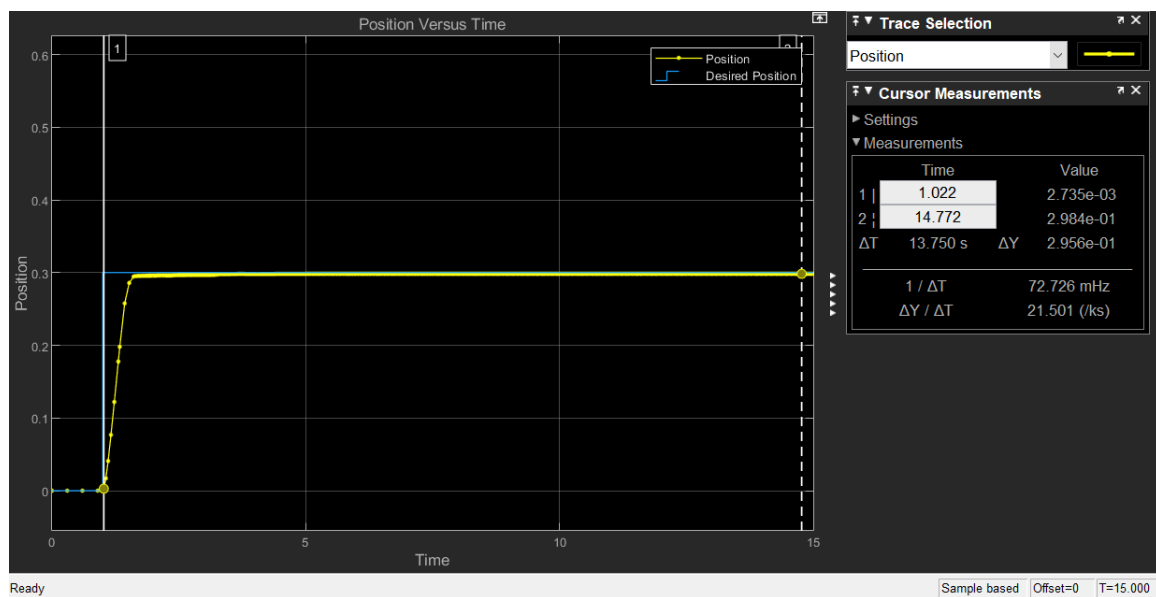 Position Versus Time
1
Position
Desired Position
0.6
0.5
0.4
0.3
0.2
0.1
0
Position
0
5
10
15
Time
Trace Selection
Position
Cursor Measurements
Settings
Measurements
Time Value
1 | 1.022 2.735e-03
2 ¦ 14.772 2.984e-01
ΔT 13.750 s ΔY 2.956e-01
1 / ΔT 72.726 mHz
ΔY / ΔT 21.501 (/ks)
Ready
Sample based Offset=0 T=15.000